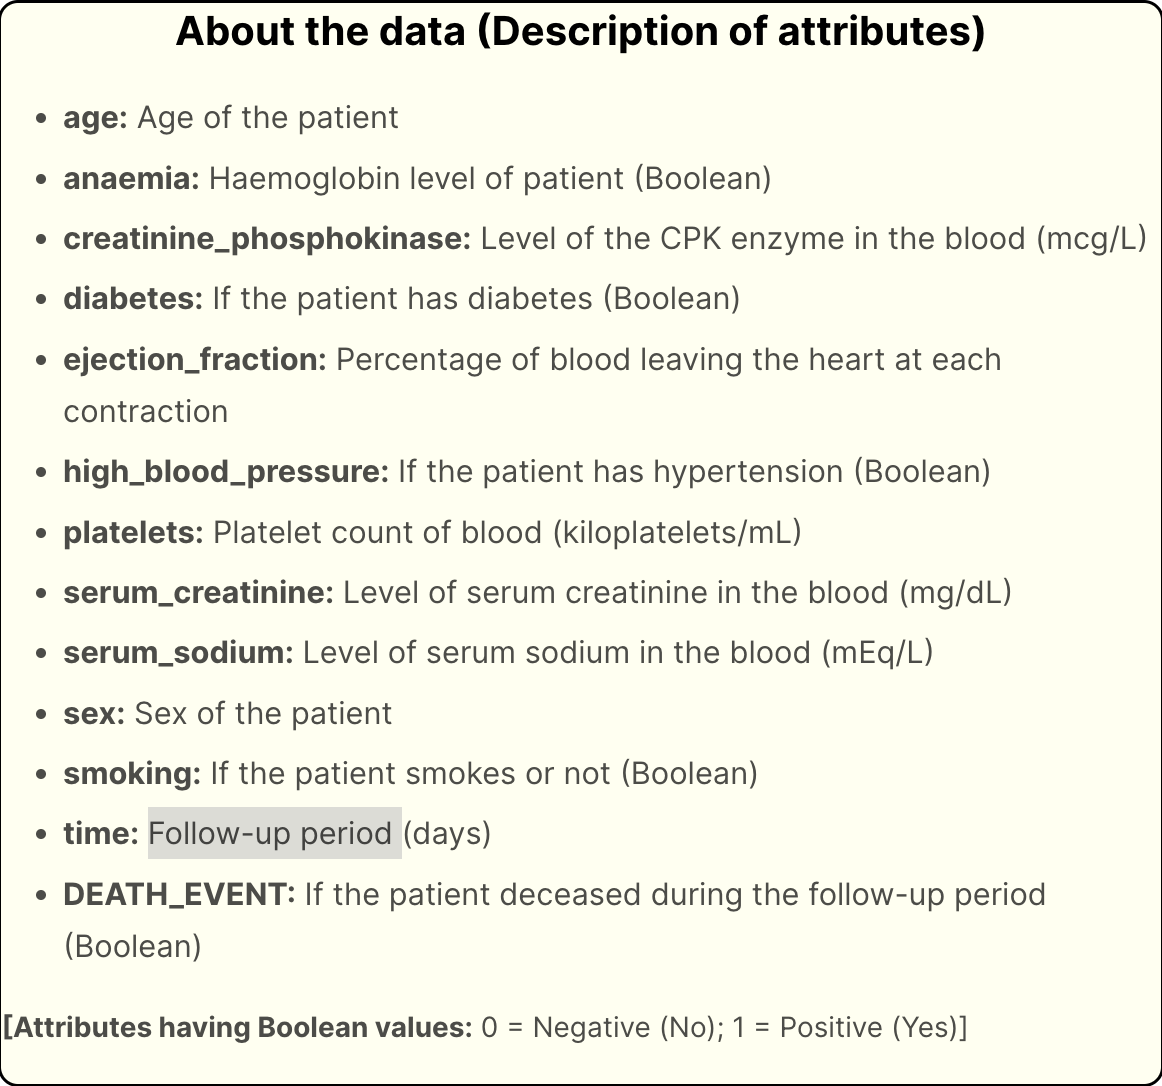 About the data (Description of attributes)
• age: Age of the patient
• anaemia: Haemoglobin level of patient (Boolean)
• creatinine_phosphokinase: Level of the CPK enzyme in the blood (mcg/L)
• diabetes: If the patient has diabetes (Boolean)
• ejection_fraction: Percentage of blood leaving the heart at each
contraction
• high_blood_pressure: If the patient has hypertension (Boolean)
• platelets: Platelet count of blood (kiloplatelets/mL)
• serum_creatinine: Level of serum creatinine in the blood (mg/dL)
• serum_sodium: Level of serum sodium in the blood (mEq/L)
• sex: Sex of the patient
• smoking: If the patient smokes or not (Boolean)
• time: Follow-up period (days)
• DEATH_EVENT: If the patient deceased during the follow-up period
(Boolean)
[Attributes having Boolean values: 0 = Negative (No); 1 = Positive (Yes)]